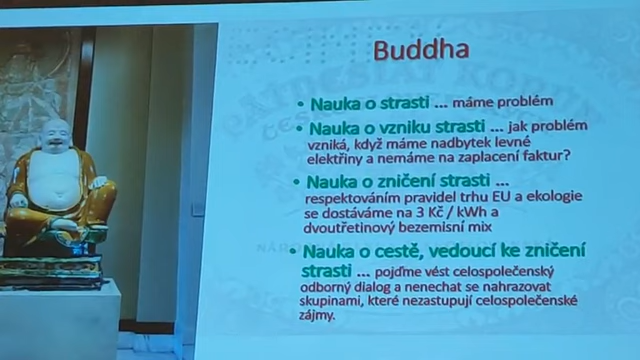 Buddha
• Nauka o strasti ... máme problém
• Nauka o vzniku strasti ... jak problém
vzniká, když máme nadbytek levné
elektřiny a nemáme na zaplacení faktur?
• Nauka o zničení strasti ...
respektováním pravidel trhu EU a ekologie
se dostáváme na 3 Kč / kWh a
dvoutřetinový bezemisní mix
• Nauka o cestě, vedoucí ke zničení
strasti ... pojďme vést celospolečenský
odborný dialog a nenechat se nahrazovat
skupinami, které nezastupují celospolečenské
zájmy.